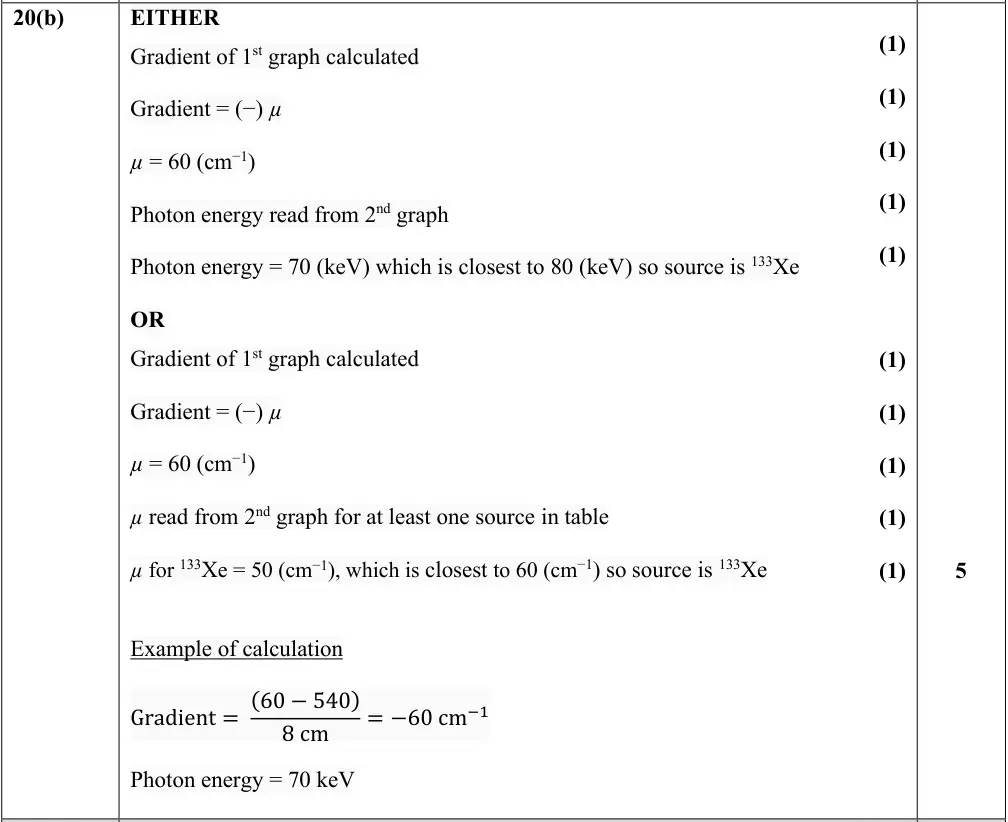 20(b) EITHER
Gradient of 1st graph calculated (1)
Gradient = (−) μ (1)
μ = 60 (cm⁻¹) (1)
Photon energy read from 2nd graph (1)
Photon energy = 70 (keV) which is closest to 80 (keV) so source is ¹³³Xe (1)
OR
Gradient of 1st graph calculated (1)
Gradient = (−) μ (1)
μ = 60 (cm⁻¹) (1)
μ read from 2nd graph for at least one source in table (1)
μ for ¹³³Xe = 50 (cm⁻¹), which is closest to 60 (cm⁻¹) so source is ¹³³Xe (1) 5
Example of calculation
Gradient = (60 − 540) / 8 cm = −60 cm⁻¹
Photon energy = 70 keV